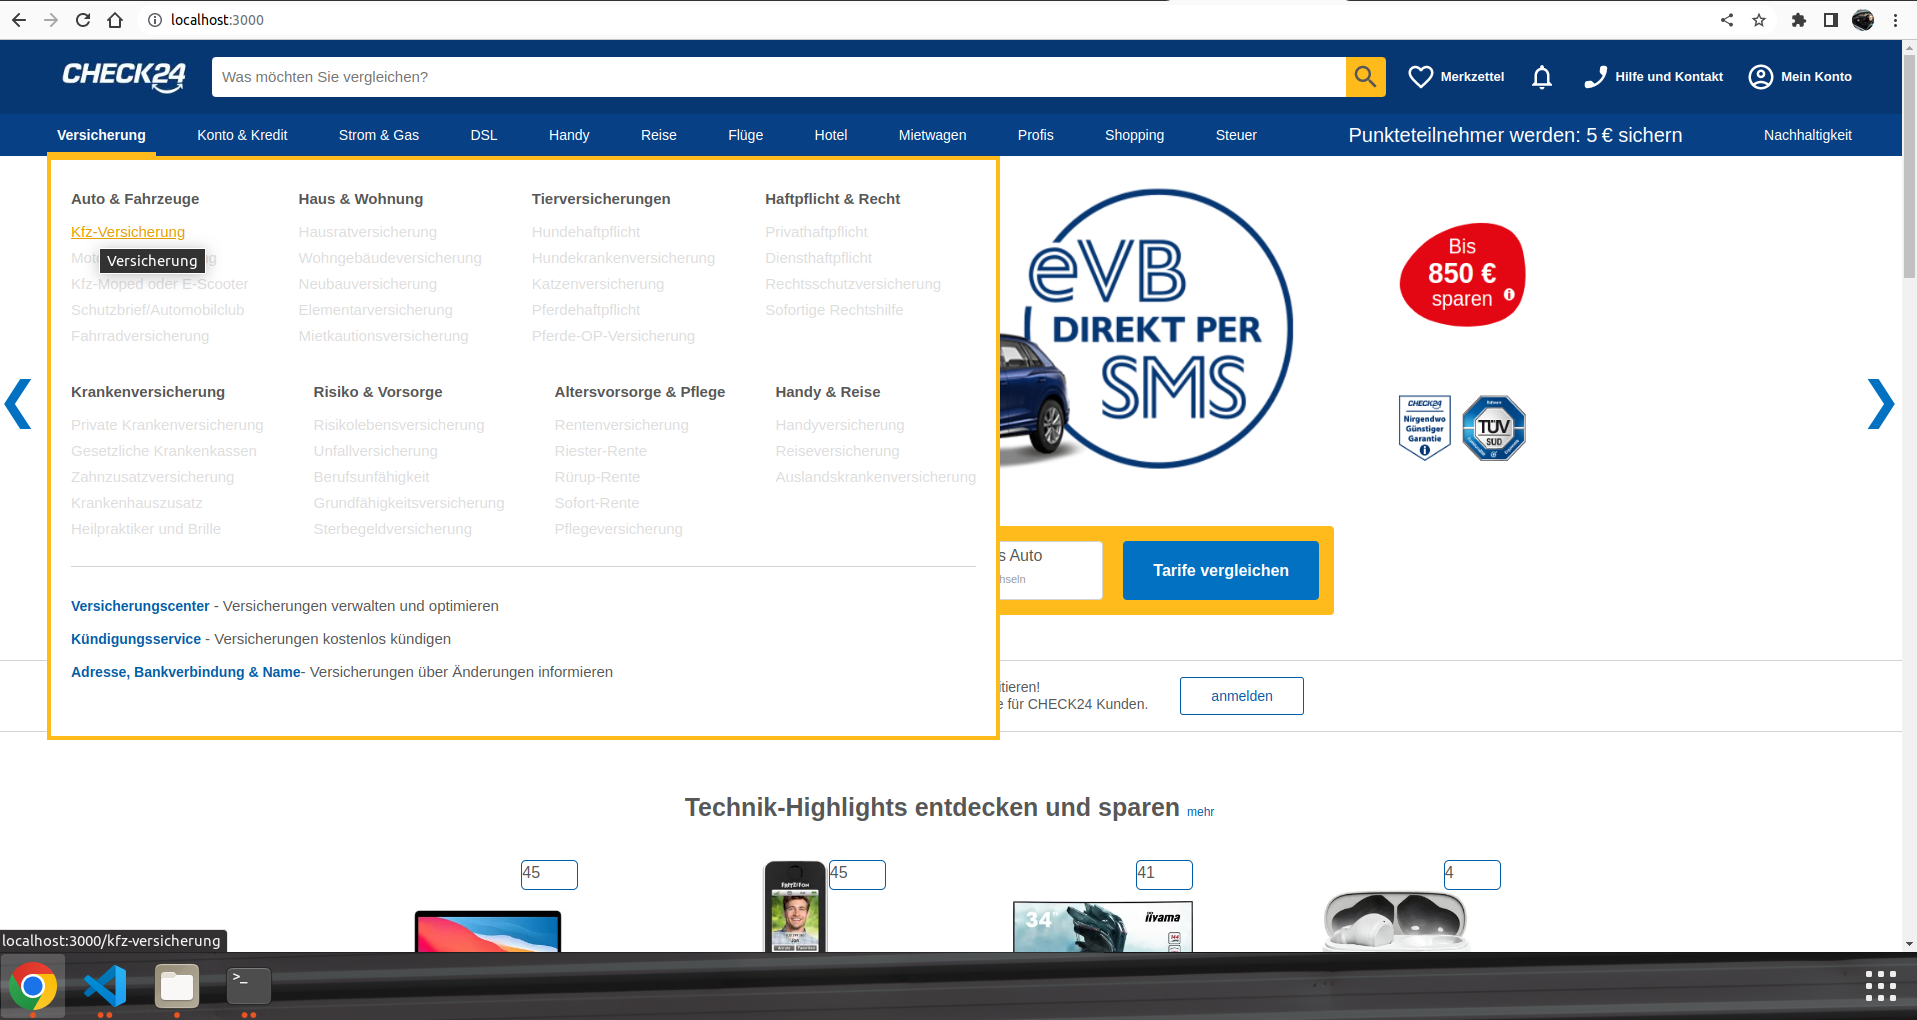 localhost:3000
CHECK24
Was möchten Sie vergleichen?
Merkzettel
Hilfe und Kontakt
Mein Konto
Versicherung
Konto & Kredit
Strom & Gas
DSL
Handy
Reise
Flüge
Hotel
Mietwagen
Profis
Shopping
Steuer
Punkteteilnehmer werden: 5 € sichern
Nachhaltigkeit
Auto & Fahrzeuge
Kfz-Versicherung
Versicherung
Kfz-Moped oder E-Scooter
Schutzbrief/Automobilclub
Fahrradversicherung
Haus & Wohnung
Hausratversicherung
Wohngebäudeversicherung
Neubauversicherung
Elementarversicherung
Mietkautionsversicherung
Tierversicherungen
Hundehaftpflicht
Hundekrankenversicherung
Katzenversicherung
Pferdehaftpflicht
Pferde-OP-Versicherung
Haftpflicht & Recht
Privathaftpflicht
Diensthaftpflicht
Rechtsschutzversicherung
Sofortige Rechtshilfe
Krankenversicherung
Private Krankenversicherung
Gesetzliche Krankenkassen
Zahnzusatzversicherung
Krankenhauszusatz
Heilpraktiker und Brille
Risiko & Vorsorge
Risikolebensversicherung
Unfallversicherung
Berufsunfähigkeit
Grundfähigkeitsversicherung
Sterbegeldversicherung
Altersvorsorge & Pflege
Rentenversicherung
Riester-Rente
Rürup-Rente
Sofort-Rente
Pflegeversicherung
Handy & Reise
Handyversicherung
Reiseversicherung
Auslandskrankenversicherung
Versicherungscenter - Versicherungen verwalten und optimieren
Kündigungsservice - Versicherungen kostenlos kündigen
Adresse, Bankverbindung & Name- Versicherungen über Änderungen informieren
eVB
DIREKT PER
SMS
Bis
850 €
sparen
CHECK24
Nirgendwo
Günstiger
Garantie
TÜV
SÜD
s Auto
hseln
Tarife vergleichen
itieren!
e für CHECK24 Kunden.
anmelden
Technik-Highlights entdecken und sparen mehr
45
45
41
4
FRITZ!Fon
34"
iiyama
localhost:3000/kfz-versicherung